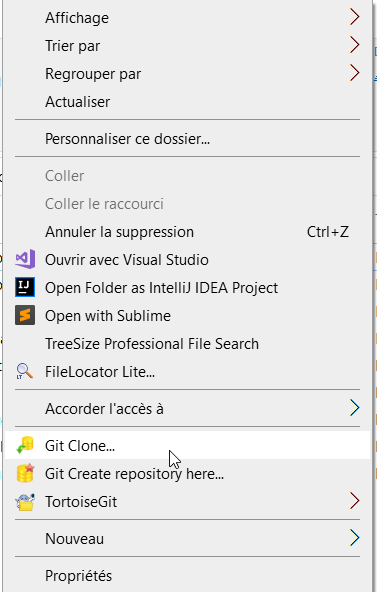 Affichage
Trier par
Regrouper par
Actualiser
Personnaliser ce dossier...
Coller
Coller le raccourci
Annuler la suppression Ctrl+Z
Ouvrir avec Visual Studio
Open Folder as IntelliJ IDEA Project
Open with Sublime
TreeSize Professional File Search
FileLocator Lite...
Accorder l'accès à
Git Clone...
Git Create repository here...
TortoiseGit
Nouveau
Propriétés